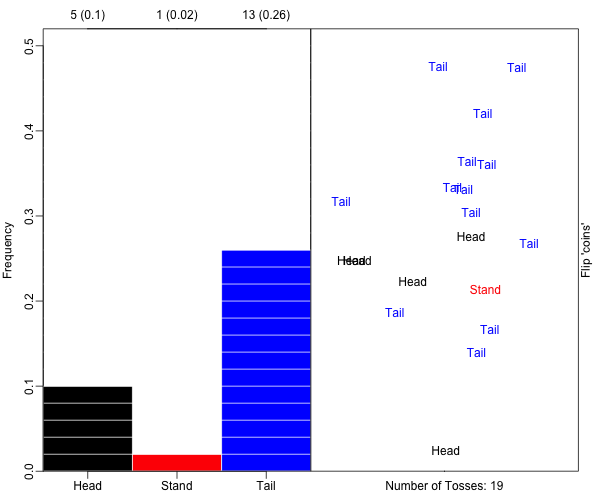 5 (0.1) 1 (0.02) 13 (0.26)
0.5
0.4
0.3
0.2
0.1
0.0
Frequency
Head Stand Tail
Tail Tail
Tail
Tail Tail
Tail Tail
Tail
Tail
Head
Tail
Head Head
Head
Stand
Tail
Tail
Tail
Head
Flip 'coins'
Number of Tosses: 19